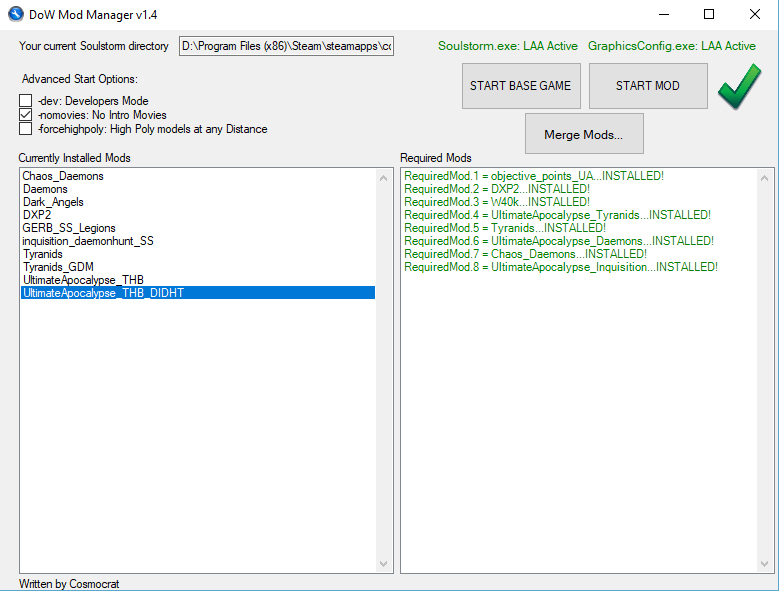 DoW Mod Manager v1.4
Your current Soulstorm directory D:\Program Files (x86)\Steam\steamapps\cc
Soulstorm.exe: LAA Active GraphicsConfig.exe: LAA Active
Advanced Start Options:
START BASE GAME
START MOD
-dev: Developers Mode
-nomovies: No Intro Movies
-forcehighpoly: High Poly models at any Distance
Merge Mods...
Currently Installed Mods
Chaos_Daemons
Daemons
Dark_Angels
DXP2
GERB_SS_Legions
inquisition_daemonhunt_SS
Tyranids
Tyranids_GDM
UltimateApocalypse_THB
UltimateApocalypse_THB_DIDHT
Required Mods
RequiredMod.1 = objective_points_UA...INSTALLED!
RequiredMod.2 = DXP2...INSTALLED!
RequiredMod.3 = W40k...INSTALLED!
RequiredMod.4 = UltimateApocalypse_Tyranids...INSTALLED!
RequiredMod.5 = Tyranids...INSTALLED!
RequiredMod.6 = UltimateApocalypse_Daemons...INSTALLED!
RequiredMod.7 = Chaos_Daemons...INSTALLED!
RequiredMod.8 = UltimateApocalypse_Inquisition...INSTALLED!
Written by Cosmocrat